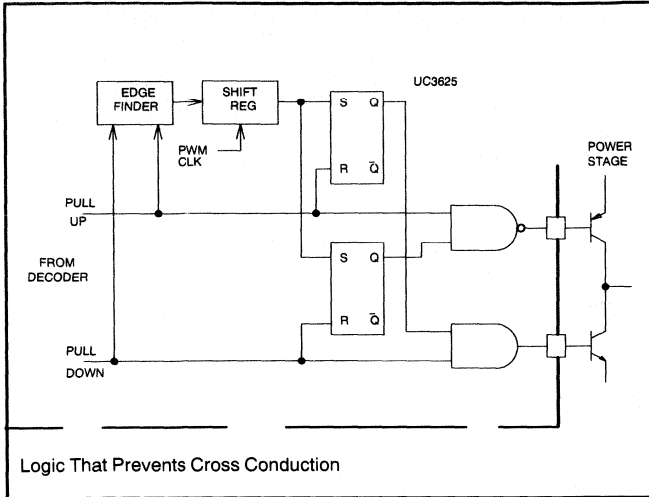 UC3625
EDGE
FINDER
SHIFT
REG
S Q
R Q̅
PWM
CLK
POWER
STAGE
PULL
UP
FROM
DECODER
S Q
R Q̅
PULL
DOWN
Logic That Prevents Cross Conduction